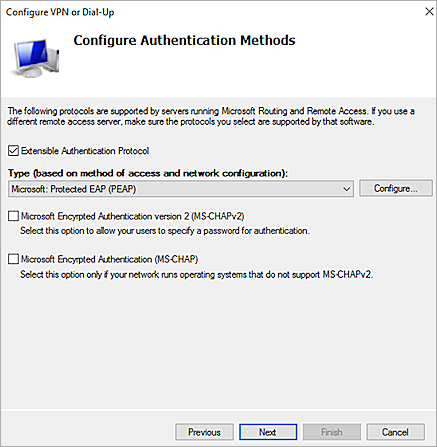 Configure VPN or Dial-Up
Configure Authentication Methods
The following protocols are supported by servers running Microsoft Routing and Remote Access. If you use a
different remote access server, make sure the protocols you select are supported by that software.
Extensible Authentication Protocol
Type (based on method of access and network configuration):
Microsoft: Protected EAP (PEAP)
Configure...
Microsoft Encrypted Authentication version 2 (MS-CHAPv2)
Select this option to allow your users to specify a password for authentication.
Microsoft Encrypted Authentication (MS-CHAP)
Select this option only if your network runs operating systems that do not support MS-CHAPv2.
Previous
Next
Finish
Cancel